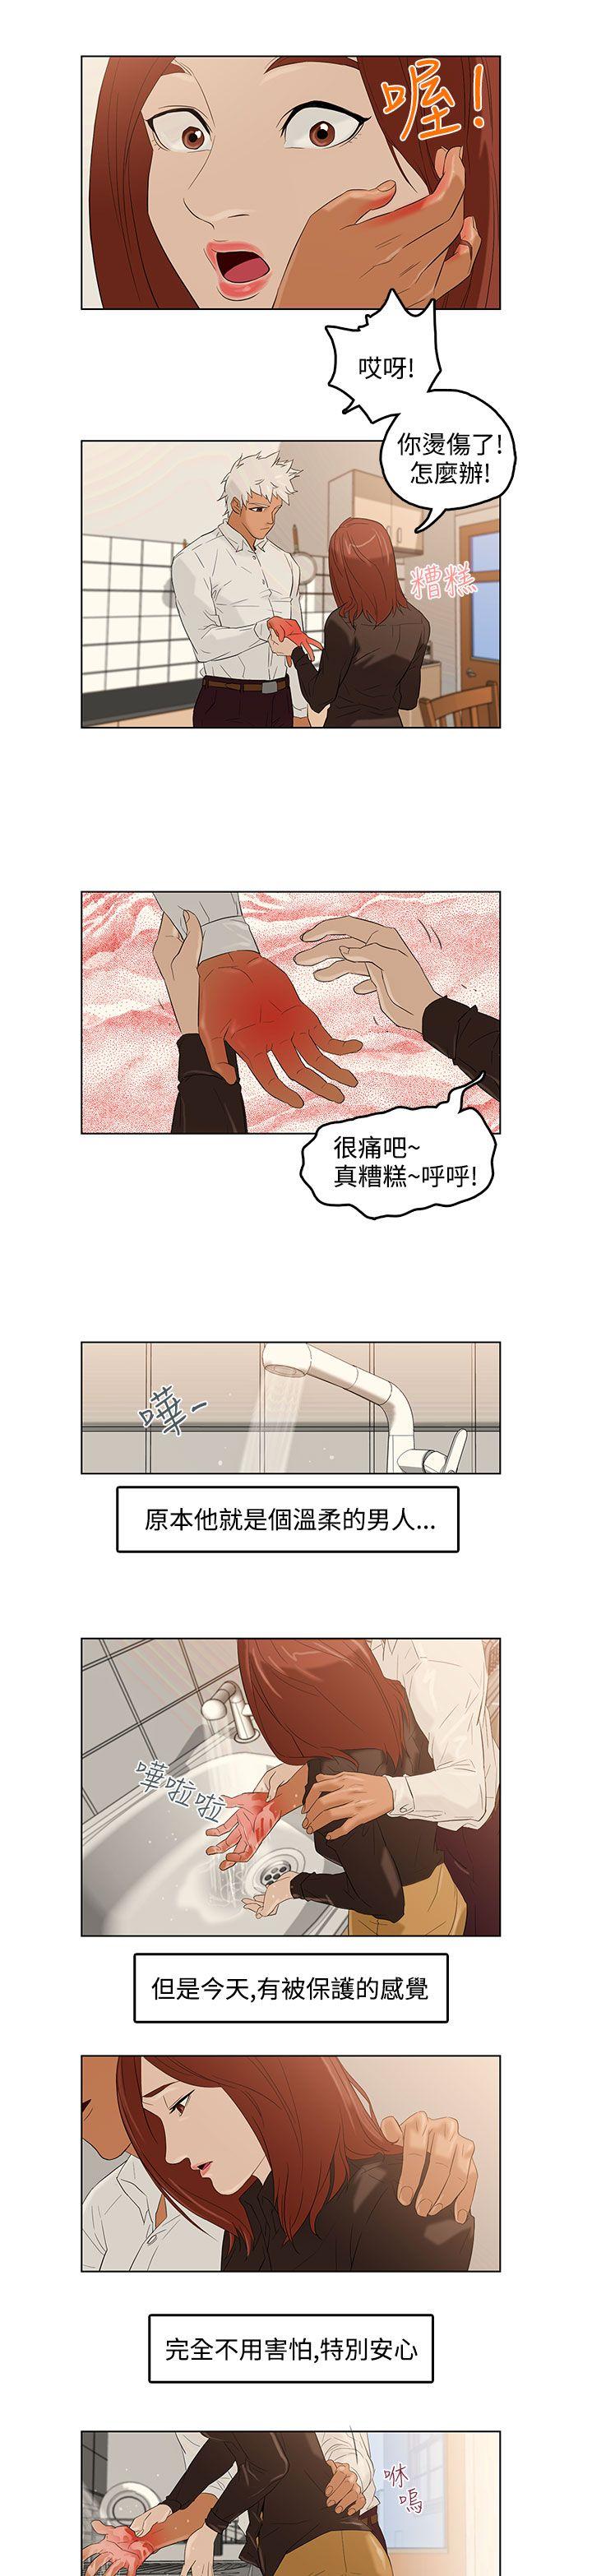 喔!
哎呀!
你燙傷了!
怎麼辦!
糟糕
很痛吧~
真糟糕~呼呼!
嘩~
原本他就是個溫柔的男人...
嘩啦啦
但是今天,有被保護的感覺
完全不用害怕,特別安心
咻
嗚